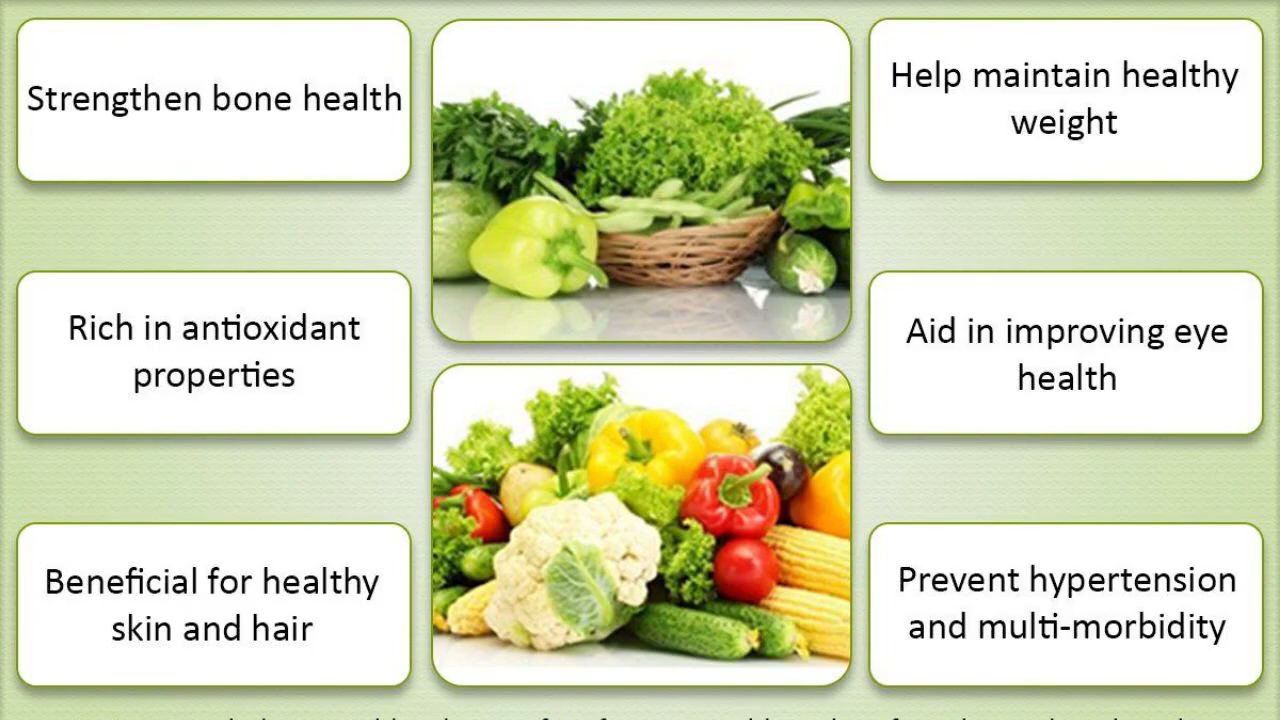 Strengthen bone health
Help maintain healthy
weight
Rich in antioxidant
properties
Aid in improving eye
health
Beneficial for healthy
skin and hair
Prevent hypertension
and multi-morbidity